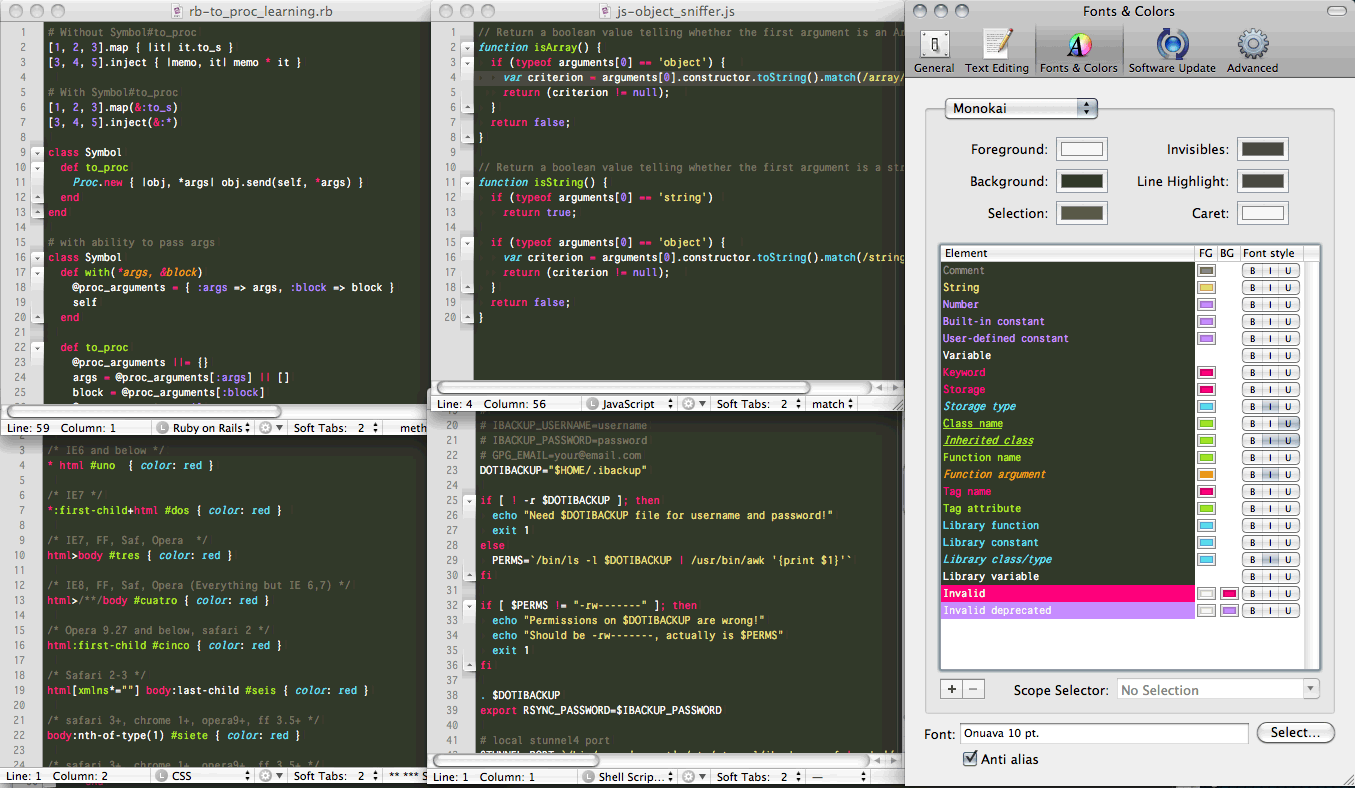 rb-to_proc_learning.rb
1 # Without Symbol#to_proc
2 [1, 2, 3].map { |it| it.to_s }
3 [3, 4, 5].inject { |memo, it| memo * it }
4
5 # With Symbol#to_proc
6 [1, 2, 3].map(&:to_s)
7 [3, 4, 5].inject(&:*)
8
9 class Symbol
10 def to_proc
11 Proc.new { |obj, *args| obj.send(self, *args) }
12 end
13 end
14
15 # with ability to pass args
16 class Symbol
17 def with(*args, &block)
18 @proc_arguments = { :args => args, :block => block }
19 self
20 end
21
22 def to_proc
23 @proc_arguments ||= {}
24 args = @proc_arguments[:args] || []
25 block = @proc_arguments[:block]
Line: 59 Column: 1 Ruby on Rails Soft Tabs: 2 meth
3 /* IE6 and below */
4 * html #uno { color: red }
5
6 /* IE7 */
7 *:first-child+html #dos { color: red }
8
9 /* IE7, FF, Saf, Opera */
10 html>body #tres { color: red }
11
12 /* IE8, FF, Saf, Opera (Everything but IE 6,7) */
13 html>/**/body #cuatro { color: red }
14
15 /* Opera 9.27 and below, safari 2 */
16 html:first-child #cinco { color: red }
17
18 /* Safari 2-3 */
19 html[xmlns*=""] body:last-child #seis { color: red }
20
21 /* safari 3+, chrome 1+, opera9+, ff 3.5+ */
22 body:nth-of-type(1) #siete { color: red }
23
24 /* safari 3+, chrome 1+, opera9+, ff 3.5+ */
Line: 1 Column: 2 CSS Soft Tabs: 2 ** *** S
js-object_sniffer.js
1 // Return a boolean value telling whether the first argument is an Ar
2 function isArray() {
3 if (typeof arguments[0] == 'object') {
4 var criterion = arguments[0].constructor.toString().match(/array/
5 return (criterion != null);
6 }
7 return false;
8 }
9
10 // Return a boolean value telling whether the first argument is a str
11 function isString() {
12 if (typeof arguments[0] == 'string')
13 return true;
14
15 if (typeof arguments[0] == 'object') {
16 var criterion = arguments[0].constructor.toString().match(/string
17 return (criterion != null);
18 }
19 return false;
20 }
Line: 4 Column: 56 JavaScript Soft Tabs: 2 match
20 # IBACKUP_USERNAME=username
21 # IBACKUP_PASSWORD=password
22 # GPG_EMAIL=your@email.com
23 DOTIBACKUP="$HOME/.ibackup"
24
25 if [ ! -r $DOTIBACKUP ]; then
26 echo "Need $DOTIBACKUP file for username and password!"
27 exit 1
28 else
29 PERMS=`/bin/ls -l $DOTIBACKUP | /usr/bin/awk '{print $1}'`
30 fi
31
32 if [ $PERMS != "-rw-------" ]; then
33 echo "Permissions on $DOTIBACKUP are wrong!"
34 echo "Should be -rw-------, actually is $PERMS"
35 exit 1
36 fi
37
38 . $DOTIBACKUP
39 export RSYNC_PASSWORD=$IBACKUP_PASSWORD
40
41 # local stunnel4 port
Line: 1 Column: 1 Shell Scrip... Soft Tabs: 2 —
Fonts & Colors
General Text Editing Fonts & Colors Software Update Advanced
Monokai
Foreground: Invisibles:
Background: Line Highlight:
Selection: Caret:
Element FG BG Font style
Comment B I U
String B I U
Number B I U
Built-in constant B I U
User-defined constant B I U
Variable B I U
Keyword B I U
Storage B I U
Storage type B I U
Class name B I U
Inherited class B I U
Function name B I U
Function argument B I U
Tag name B I U
Tag attribute B I U
Library function B I U
Library constant B I U
Library class/type B I U
Library variable B I U
Invalid B I U
Invalid deprecated B I U
+ − Scope Selector: No Selection
Font: Onuava 10 pt. Select...
Anti alias